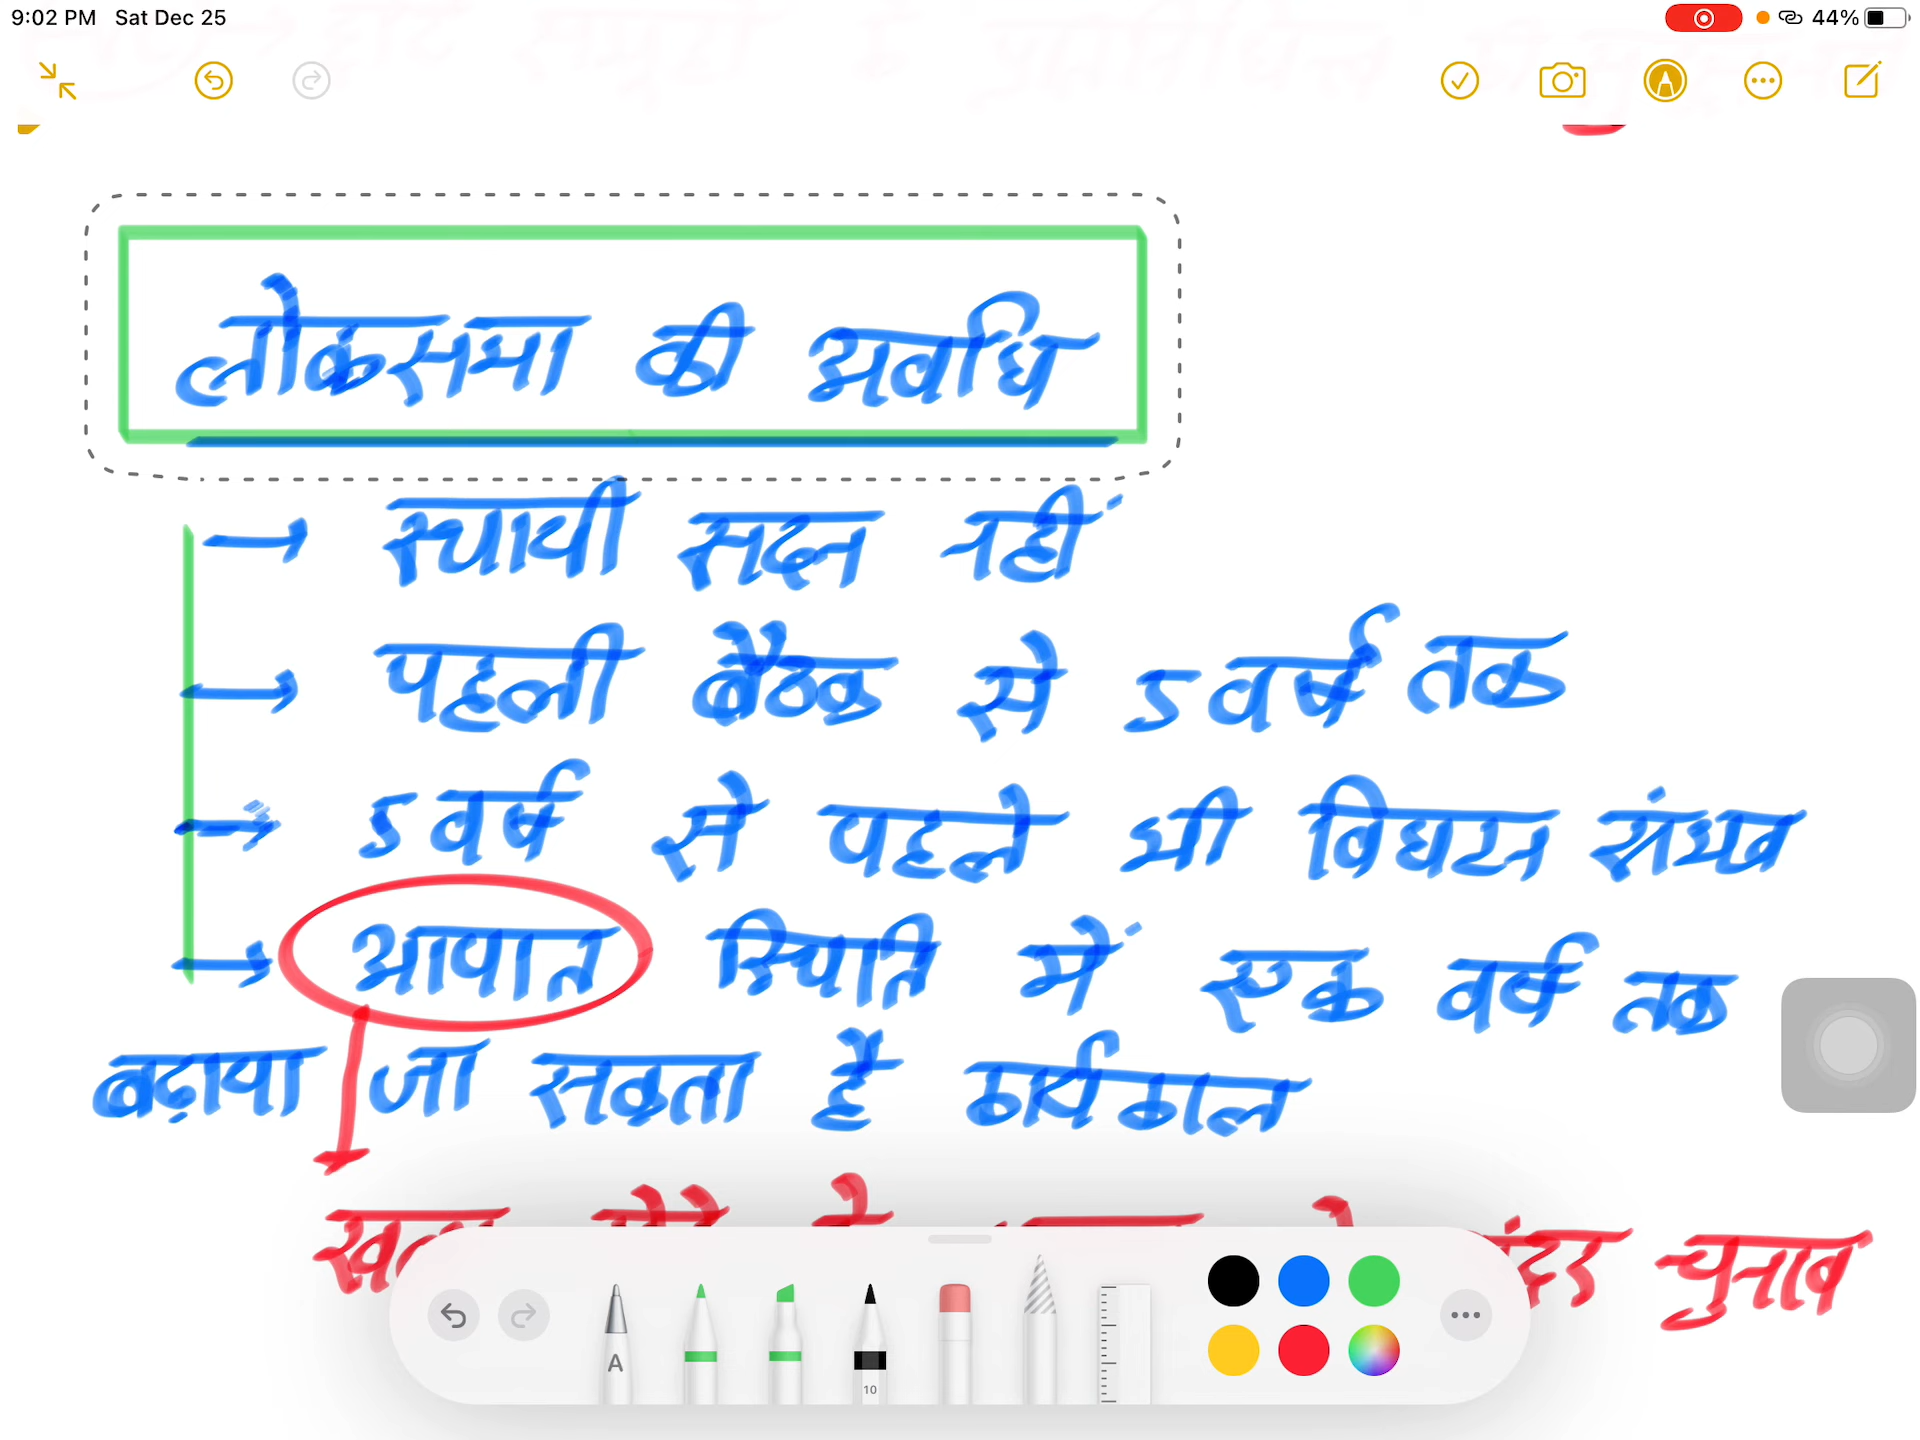 9:02 PM Sat Dec 25
44%
लोकसभा की अवधि
→ स्थायी सदन नहीं
→ पहली बैठक से 5 वर्ष तक
→ 5 वर्ष से पहले भी विघटन संभव
→ आपात स्थिति में एक वर्ष तक
बढ़ाया जा सकता है कार्यकाल
चुनाव
A
10